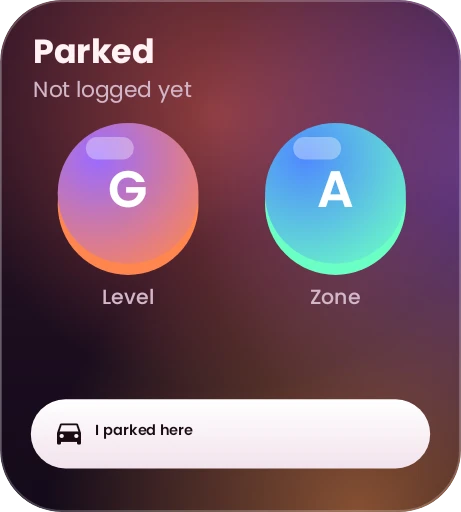 Parked
Not logged yet
G
A
Level
Zone
I parked here